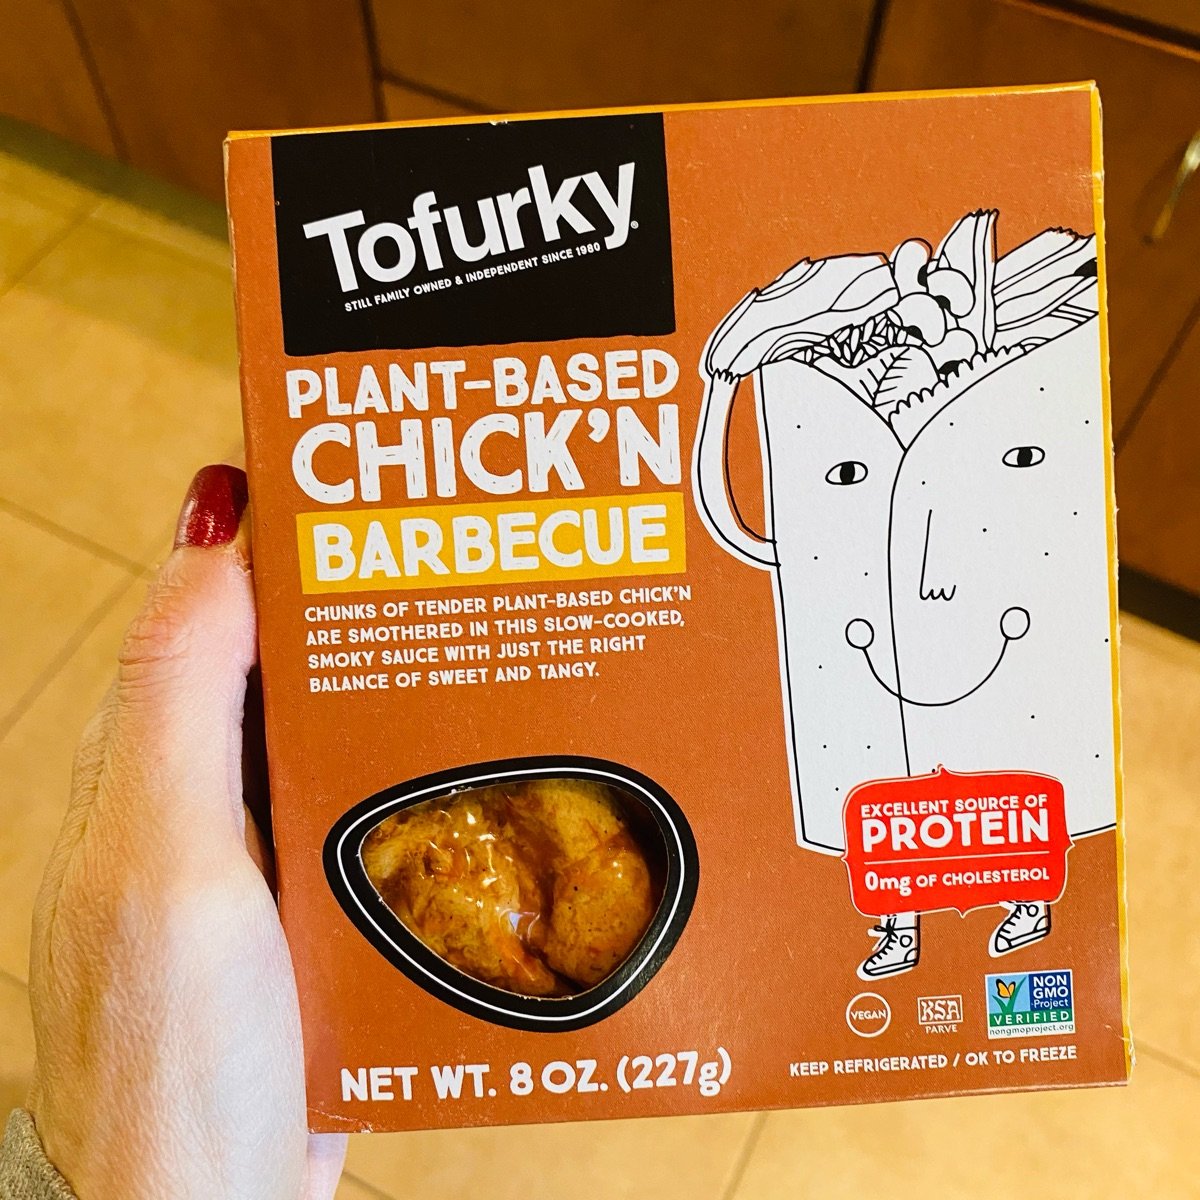 Tofurky®
STILL FAMILY OWNED & INDEPENDENT SINCE 1980
PLANT-BASED
CHICK'N
BARBECUE
CHUNKS OF TENDER PLANT-BASED CHICK'N
ARE SMOTHERED IN THIS SLOW-COOKED,
SMOKY SAUCE WITH JUST THE RIGHT
BALANCE OF SWEET AND TANGY.
EXCELLENT SOURCE OF
PROTEIN
0mg OF CHOLESTEROL
VEGAN
KSA
PARVE
NON
GMO
Project
VERIFIED
nongmoproject.org
NET WT. 8 OZ. (227g)
KEEP REFRIGERATED / OK TO FREEZE